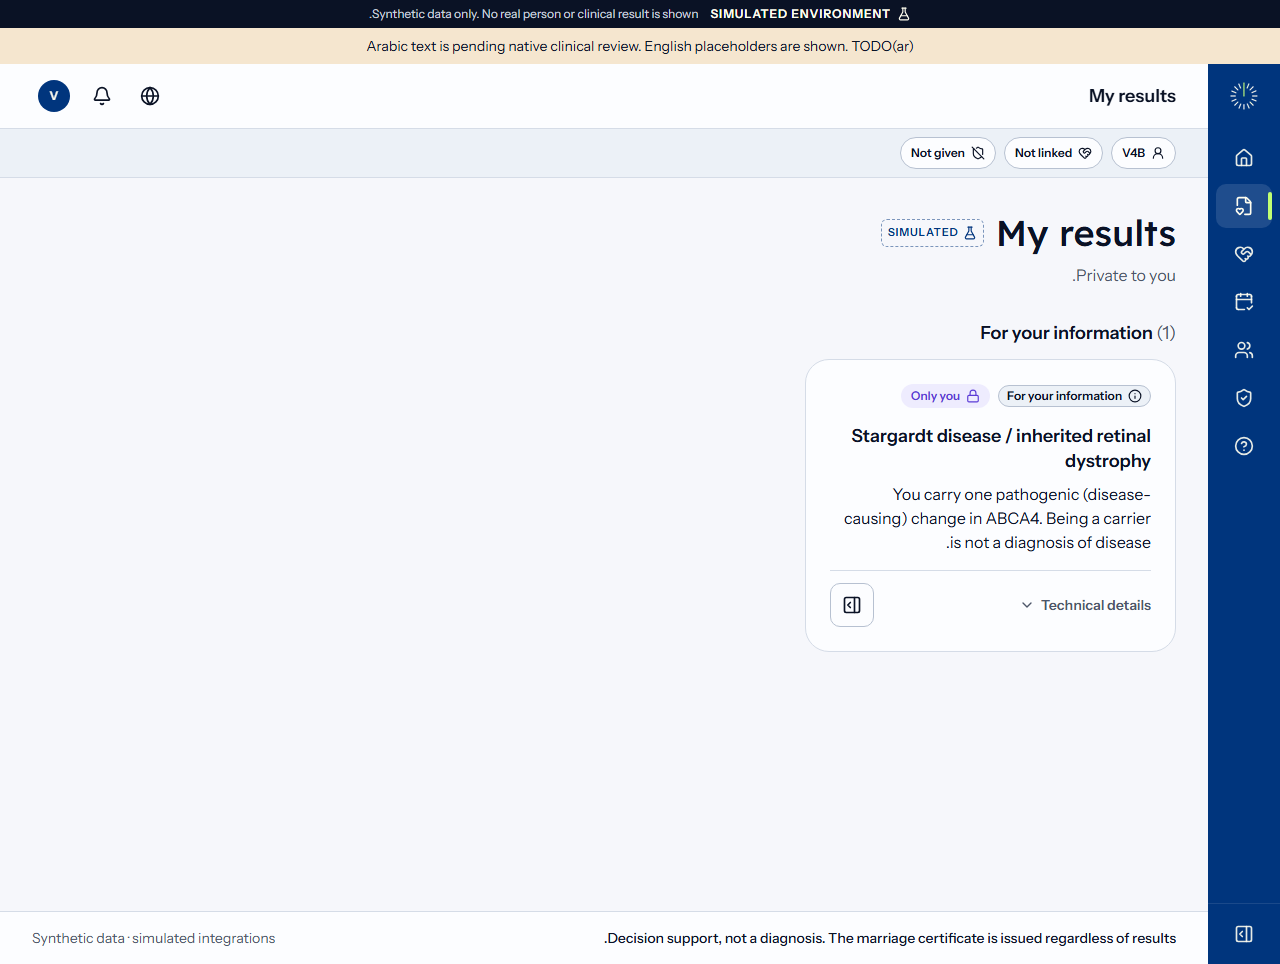 SIMULATED ENVIRONMENT Synthetic data only. No real person or clinical result is shown.
Arabic text is pending native clinical review. English placeholders are shown. TODO(ar)
My results
V
V4B
Not linked
Not given
My results
SIMULATED
Private to you.
For your information (1)
For your information
Only you
Stargardt disease / inherited retinal
dystrophy
You carry one pathogenic (disease-
causing) change in ABCA4. Being a carrier
is not a diagnosis of disease.
Technical details
Decision support, not a diagnosis. The marriage certificate is issued regardless of results.
Synthetic data · simulated integrations